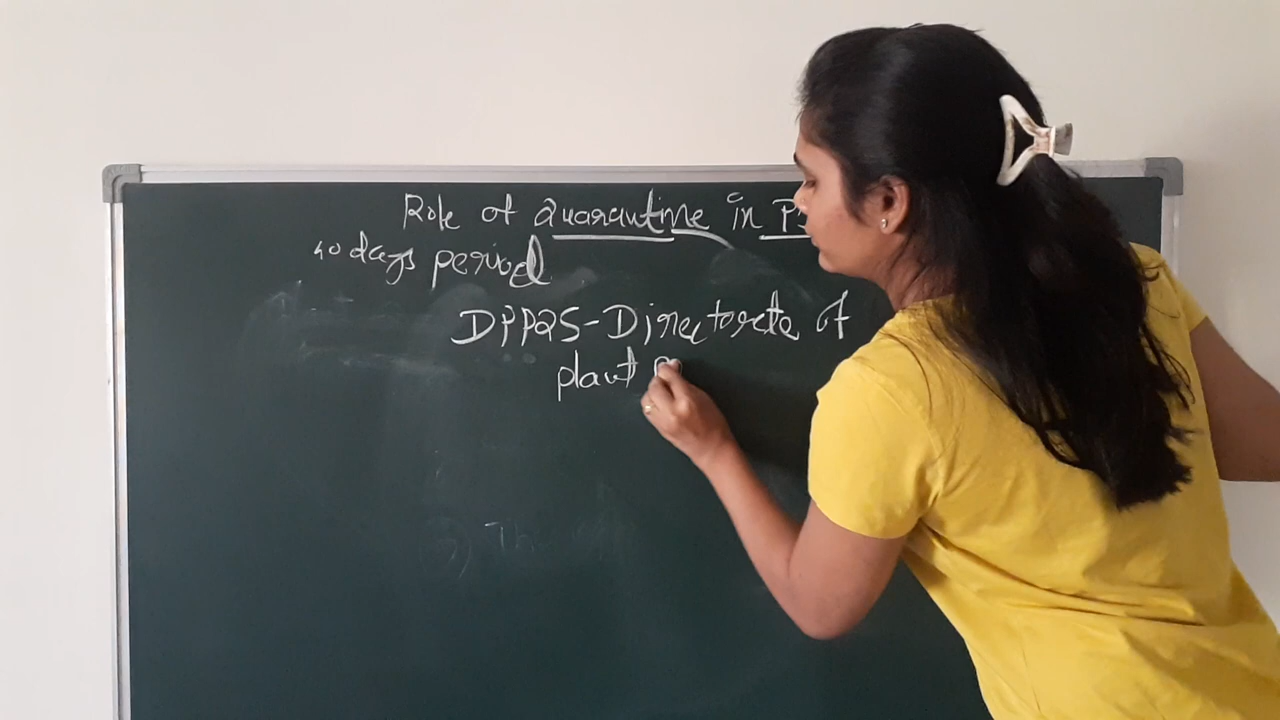 Role of Quarantine in
40 days period
DPPQS-Directorate of
plant